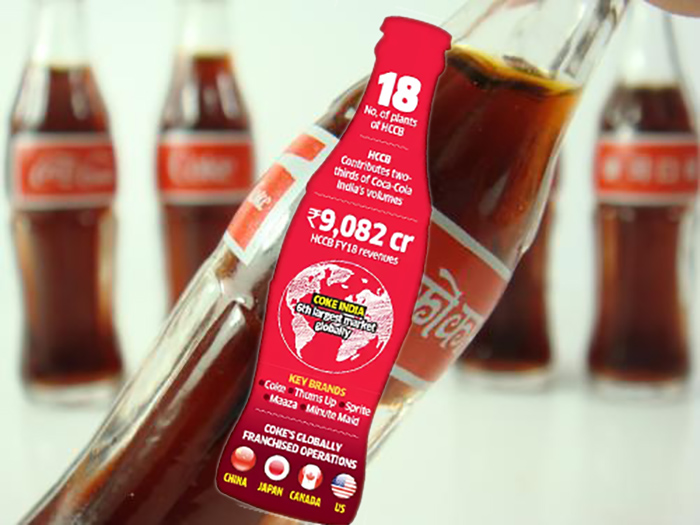 18
No. of plants
of HCCB
HCCB
Contributes two-
thirds of Coca-Cola
India's volumes
₹9,082 cr
HCCB FY18 revenues
COKE INDIA
6th largest market
globally
KEY BRANDS
•Coke •Thums Up •Sprite
•Maaza •Minute Maid
COKE'S GLOBALLY
FRANCHISED OPERATIONS
CHINA JAPAN CANADA US
Coke